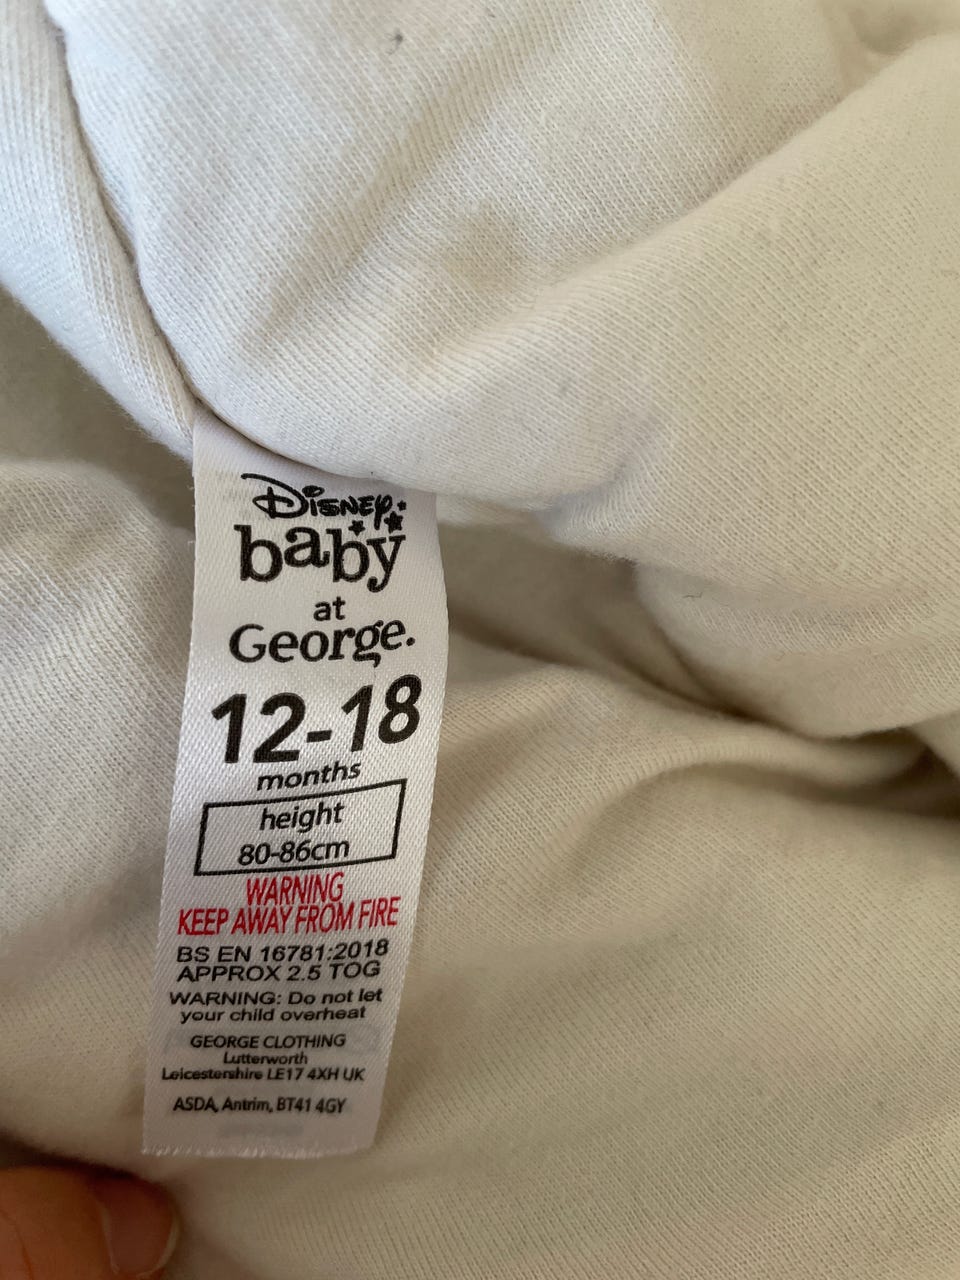 Disney
baby
at
George.
12-18
months
height
80-86cm
WARNING
KEEP AWAY FROM FIRE
BS EN 16781:2018
APPROX 2.5 TOG
WARNING: Do not let
your child overheat
GEORGE CLOTHING
Lutterworth
Leicestershire LE17 4XH UK
ASDA, Antrim, BT41 4GY